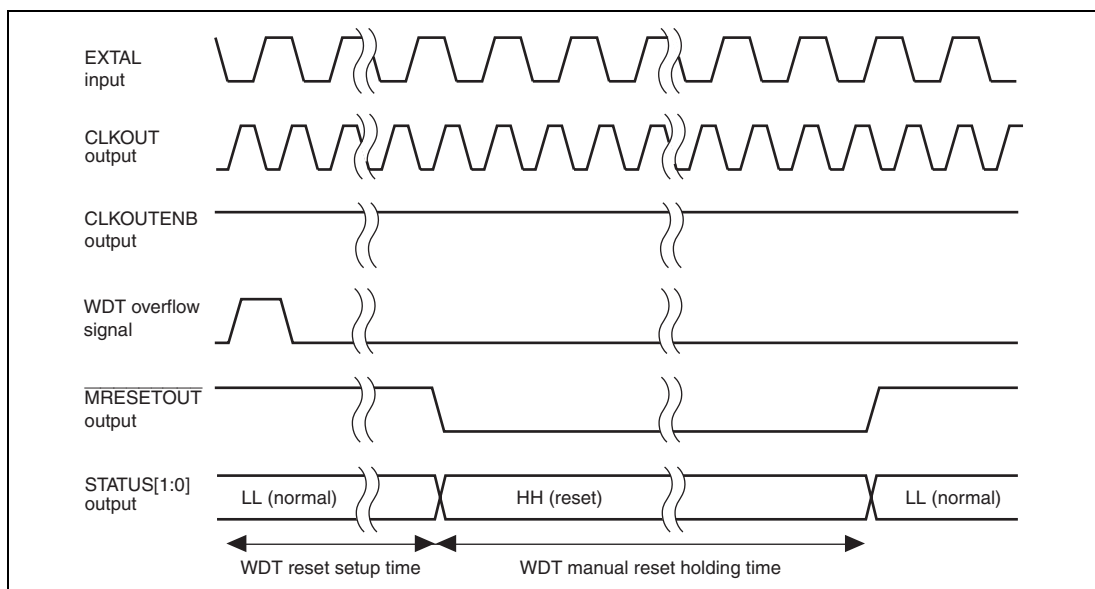 EXTAL
input
CLKOUT
output
CLKOUTENB
output
WDT overflow
signal
MRESETOUT
output
STATUS[1:0]
output
LL (normal)
HH (reset)
LL (normal)
WDT reset setup time
WDT manual reset holding time